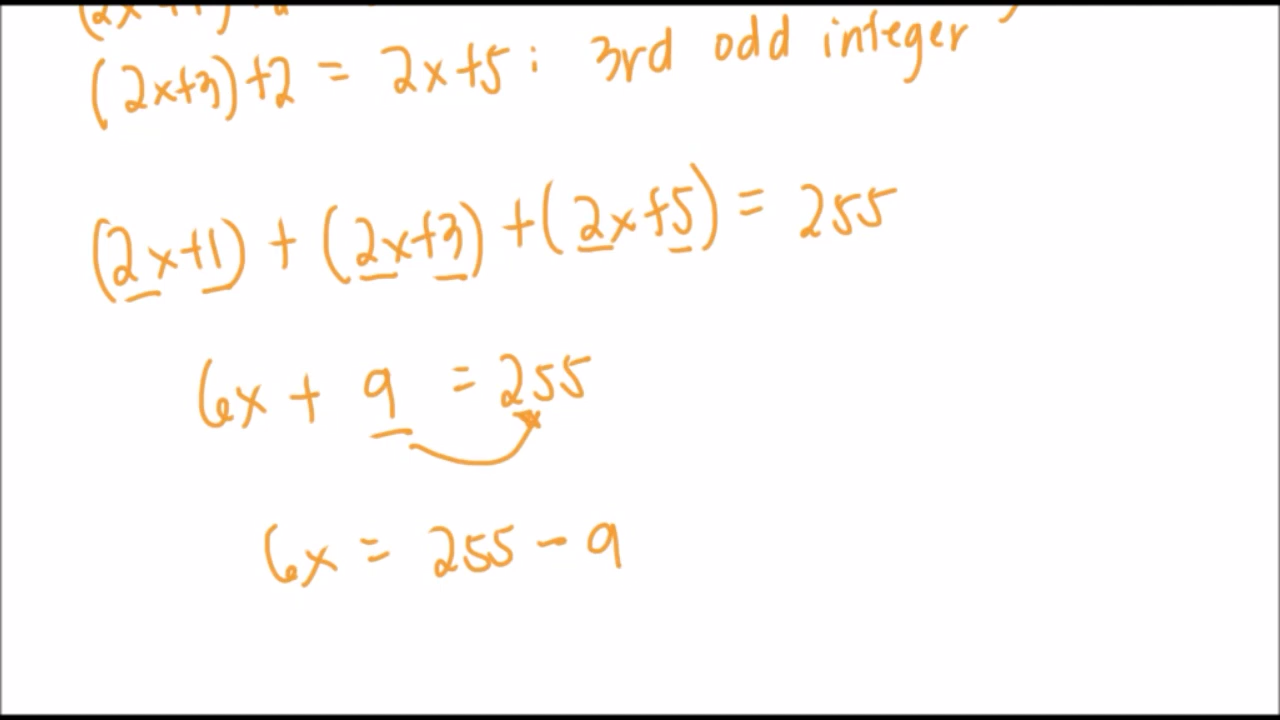 (2x+3)+2 = 2x+5 : 3rd odd integer
(2x+1) + (2x+3) + (2x+5) = 255
6x + 9 = 255
6x = 255 - 9